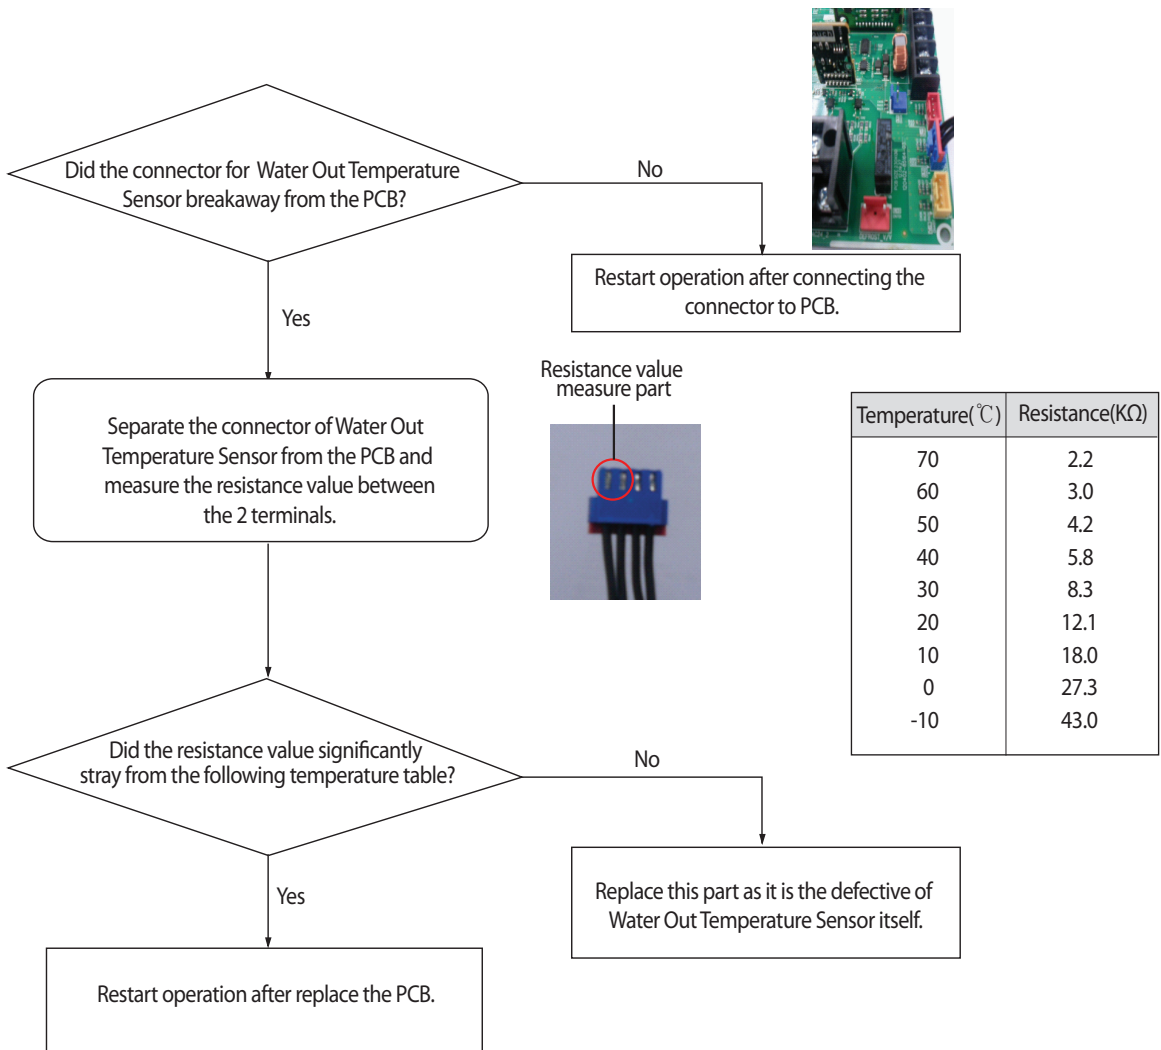 Did the connector for Water Out Temperature
Sensor breakaway from the PCB?
No
Restart operation after connecting the
connector to PCB.
Yes
Separate the connector of Water Out
Temperature Sensor from the PCB and
measure the resistance value between
the 2 terminals.
Resistance value
measure part
Temperature(℃) Resistance(KΩ)
70 2.2
60 3.0
50 4.2
40 5.8
30 8.3
20 12.1
10 18.0
0 27.3
-10 43.0
Did the resistance value significantly
stray from the following temperature table?
No
Replace this part as it is the defective of
Water Out Temperature Sensor itself.
Yes
Restart operation after replace the PCB.